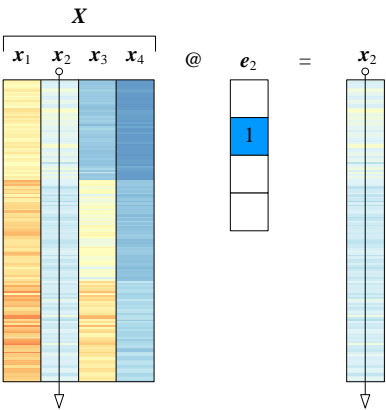 X
x₁ x₂ x₃ x₄ @ e₂ = x₂
1